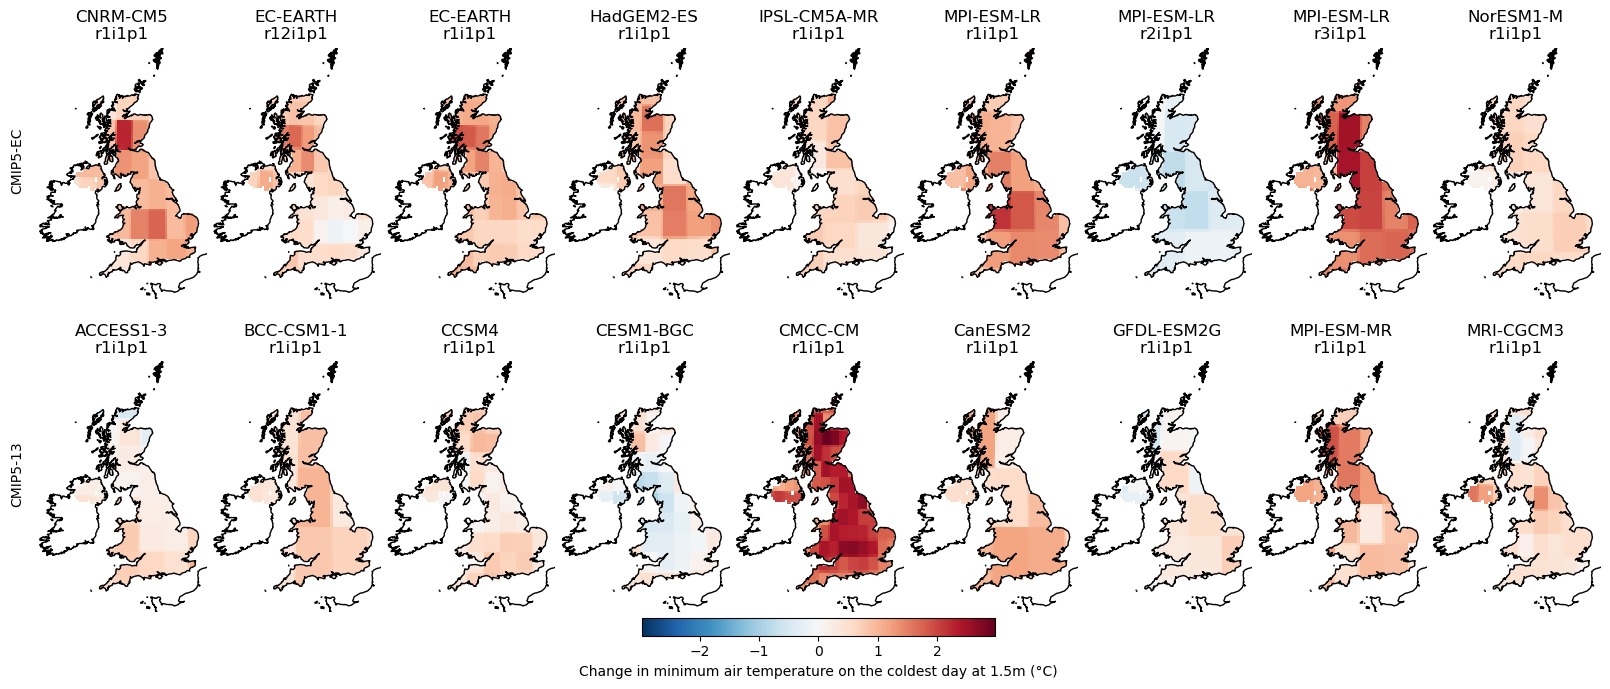 CNRM-CM5 EC-EARTH EC-EARTH HadGEM2-ES IPSL-CM5A-MR MPI-ESM-LR MPI-ESM-LR MPI-ESM-LR NorESM1-M
r1i1p1 r12i1p1 r1i1p1 r1i1p1 r1i1p1 r1i1p1 r2i1p1 r3i1p1 r1i1p1
CMIP5-EC
ACCESS1-3 BCC-CSM1-1 CCSM4 CESM1-BGC CMCC-CM CanESM2 GFDL-ESM2G MPI-ESM-MR MRI-CGCM3
r1i1p1 r1i1p1 r1i1p1 r1i1p1 r1i1p1 r1i1p1 r1i1p1 r1i1p1 r1i1p1
CMIP5-13
−2 −1 0 1 2
Change in minimum air temperature on the coldest day at 1.5m (°C)